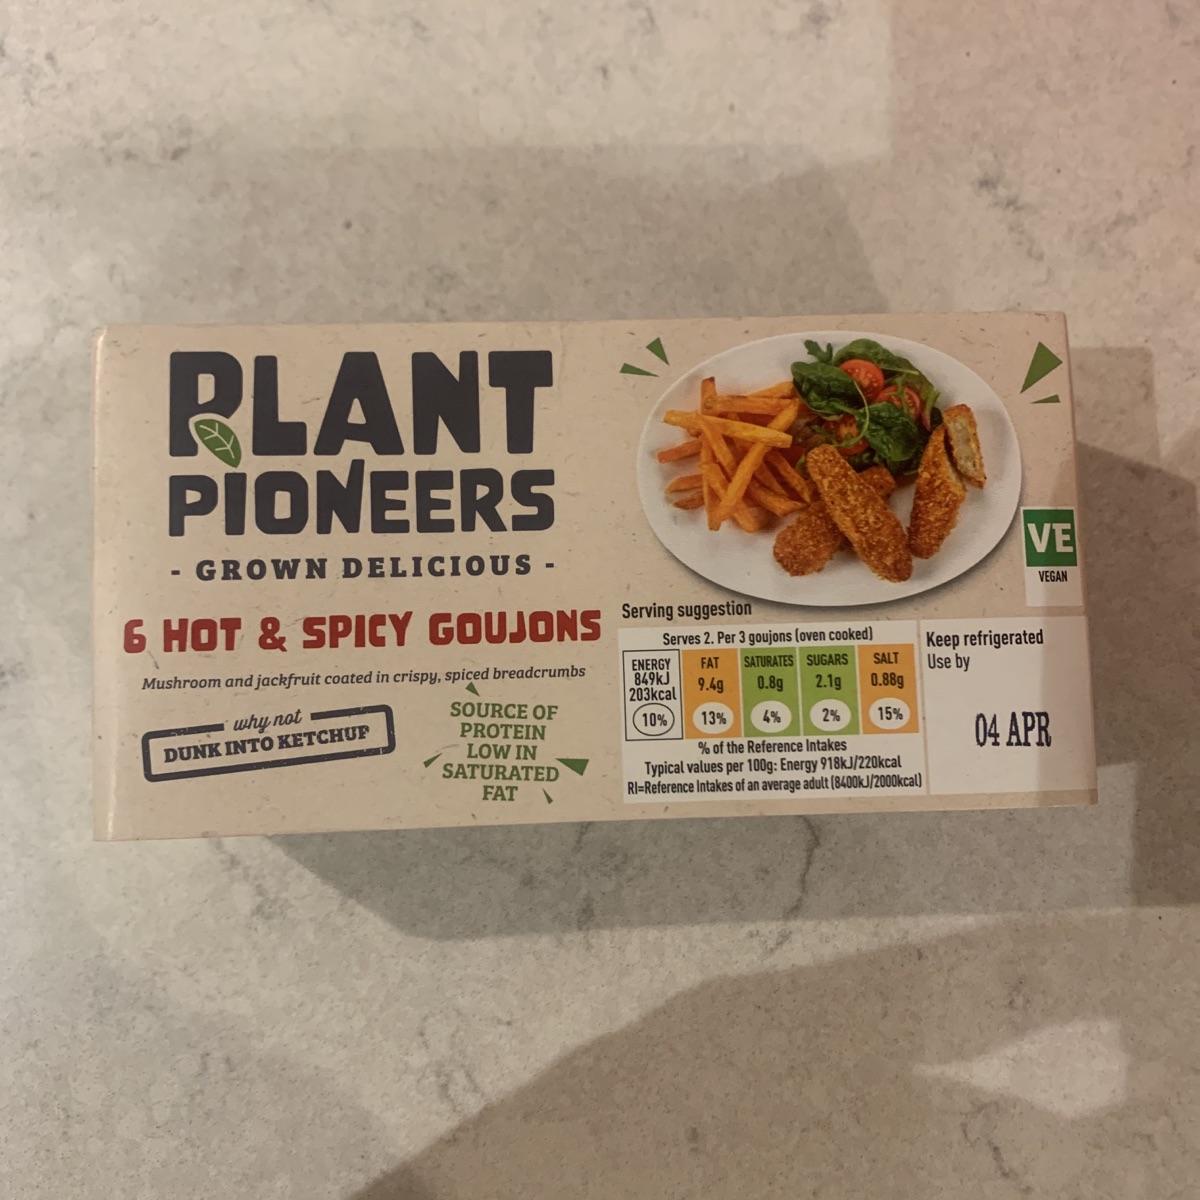 PLANT
PIONEERS
- GROWN DELICIOUS -
6 HOT & SPICY GOUJONS
Mushroom and jackfruit coated in crispy, spiced breadcrumbs
why not
DUNK INTO KETCHUP
SOURCE OF
PROTEIN
LOW IN
SATURATED
FAT
VE
VEGAN
Serving suggestion
Serves 2. Per 3 goujons (oven cooked)
ENERGY
849kJ
203kcal
10%
FAT
9.4g
13%
SATURATES
0.8g
4%
SUGARS
2.1g
2%
SALT
0.88g
15%
% of the Reference Intakes
Typical values per 100g: Energy 918kJ/220kcal
RI=Reference Intakes of an average adult (8400kJ/2000kcal)
Keep refrigerated
Use by
04 APR